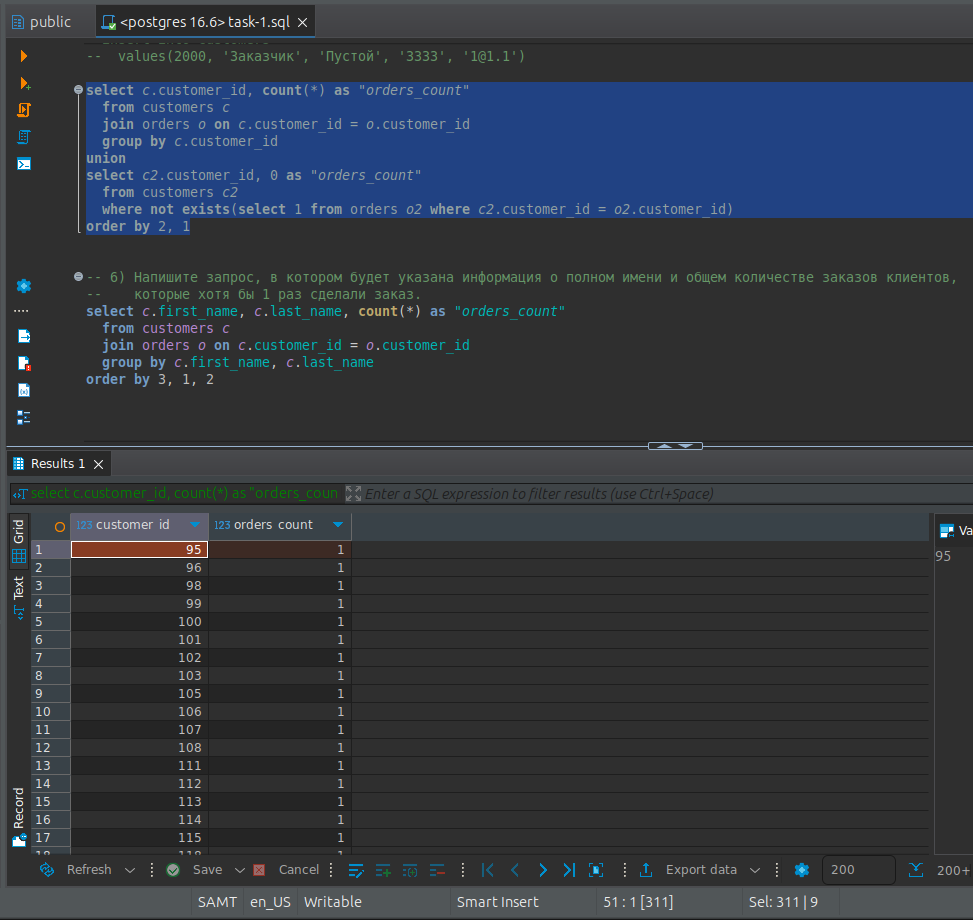 public
<postgres 16.6> task-1.sql
-- insert into customers
-- values(2000, 'Заказчик', 'Пустой', '3333', '1@1.1')
select c.customer_id, count(*) as "orders_count"
from customers c
join orders o on c.customer_id = o.customer_id
group by c.customer_id
union
select c2.customer_id, 0 as "orders_count"
from customers c2
where not exists(select 1 from orders o2 where c2.customer_id = o2.customer_id)
order by 2, 1
-- 6) Напишите запрос, в котором будет указана информация о полном имени и общем количестве заказов клиентов,
-- которые хотя бы 1 раз сделали заказ.
select c.first_name, c.last_name, count(*) as "orders_count"
from customers c
join orders o on c.customer_id = o.customer_id
group by c.first_name, c.last_name
order by 3, 1, 2
Results 1
select c.customer_id, count(*) as "orders_coun
Enter a SQL expression to filter results (use Ctrl+Space)
Grid
Text
Record
123 customer_id 123 orders_count
1 95 1
2 96 1
3 98 1
4 99 1
5 100 1
6 101 1
7 102 1
8 103 1
9 105 1
10 106 1
11 107 1
12 108 1
13 111 1
14 112 1
15 113 1
16 114 1
17 115 1
18 118 1
Va
95
Refresh Save Cancel Export data 200 200+
SAMT en_US Writable Smart Insert 51 : 1 [311] Sel: 311 | 9